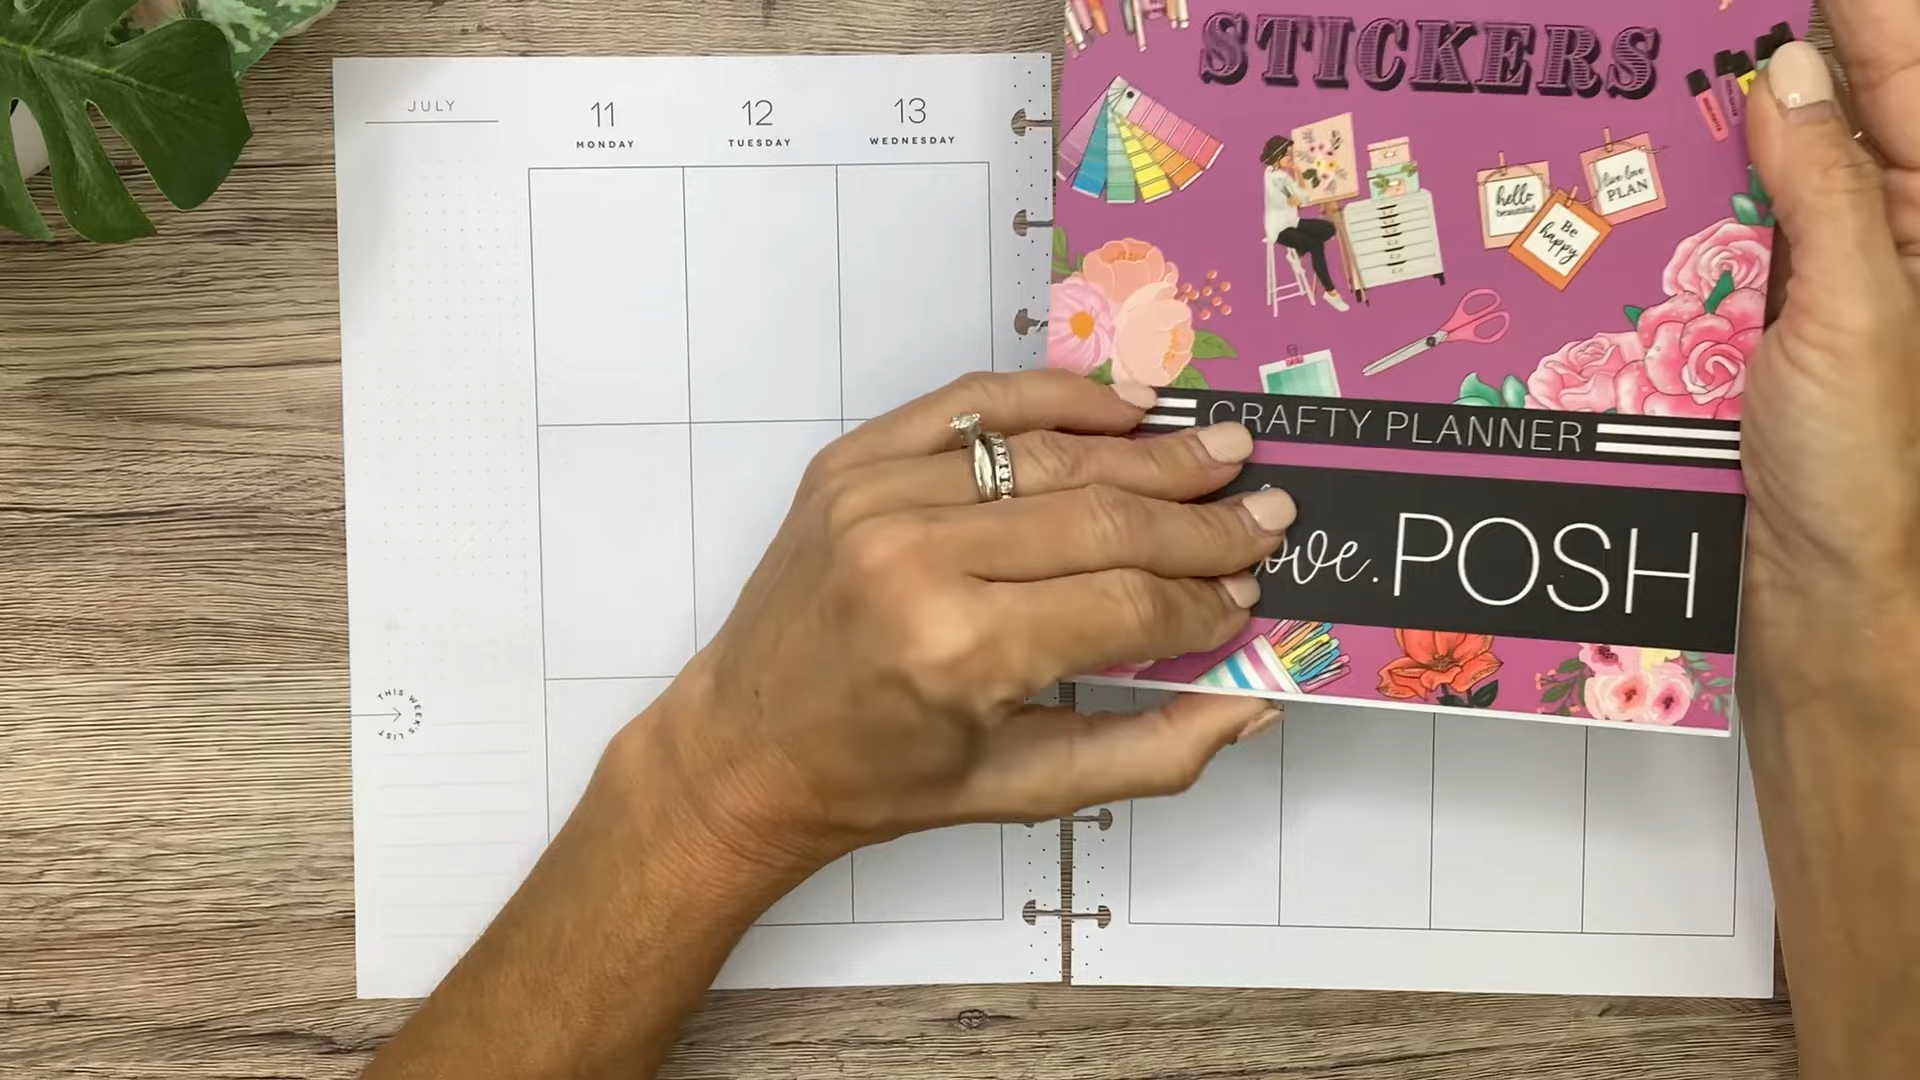 STICKERS
JULY
11
MONDAY
12
TUESDAY
13
WEDNESDAY
hello
beautiful
live love
PLAN
Be
happy
CRAFTY PLANNER
love. POSH
THIS WEEK'S LIST